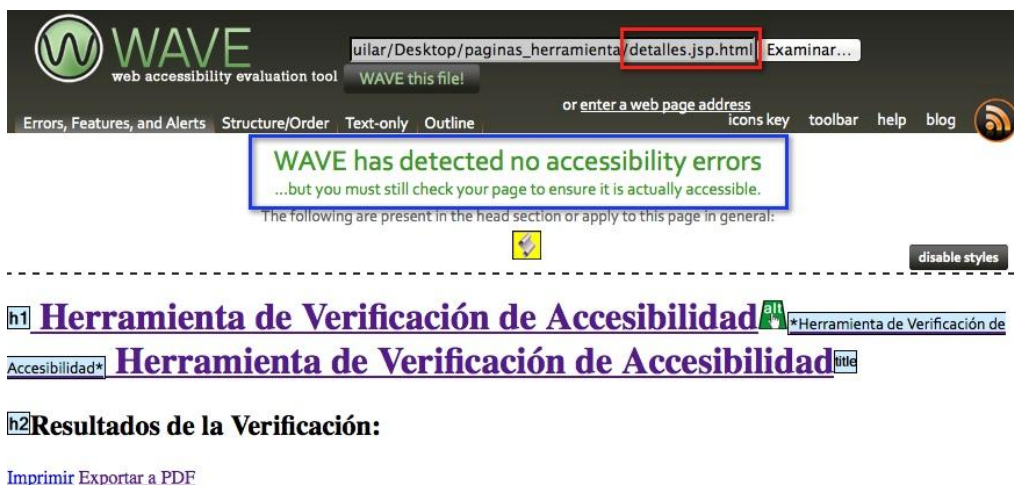 WAVE
web accessibility evaluation tool
uilar/Desktop/paginas_herramienta/detalles.jsp.html Examinar...
WAVE this file!
or enter a web page address
Errors, Features, and Alerts Structure/Order Text-only Outline icons key toolbar help blog
WAVE has detected no accessibility errors
...but you must still check your page to ensure it is actually accessible.
The following are present in the head section or apply to this page in general:
disable styles
h1 Herramienta de Verificación de Accesibilidad alt *Herramienta de Verificación de
Accesibilidad* Herramienta de Verificación de Accesibilidad title
h2 Resultados de la Verificación:
Imprimir Exportar a PDF